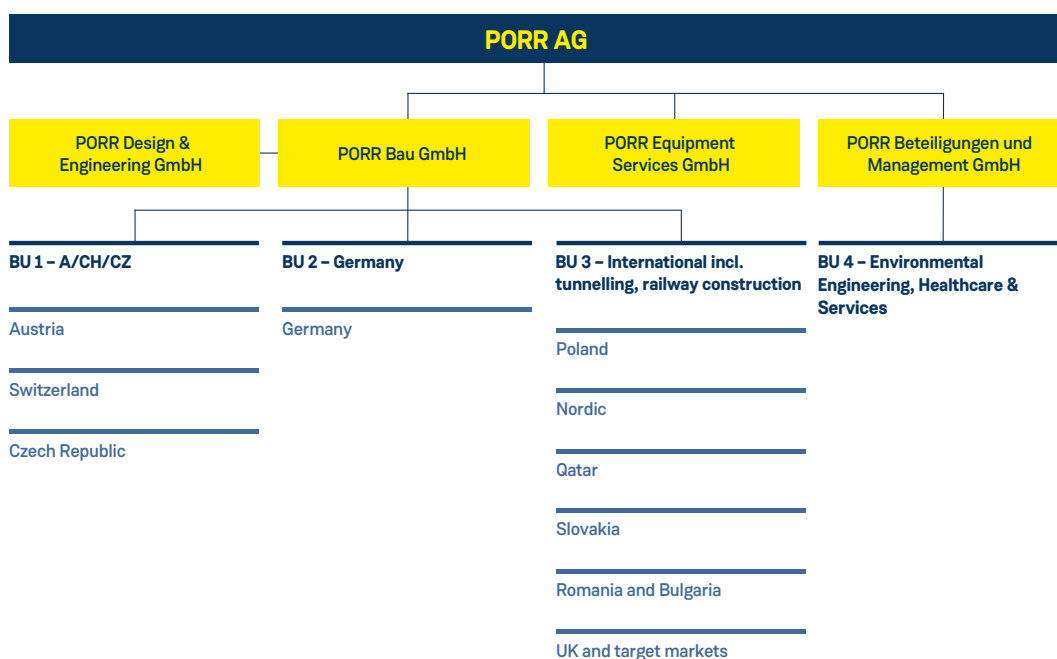 PORR AG
PORR Design &
Engineering GmbH
PORR Bau GmbH
PORR Equipment
Services GmbH
PORR Beteiligungen und
Management GmbH
BU 1 – A/CH/CZ
Austria
Switzerland
Czech Republic
BU 2 – Germany
Germany
BU 3 – International incl.
tunnelling, railway construction
Poland
Nordic
Qatar
Slovakia
Romania and Bulgaria
UK and target markets
BU 4 – Environmental
Engineering, Healthcare &
Services